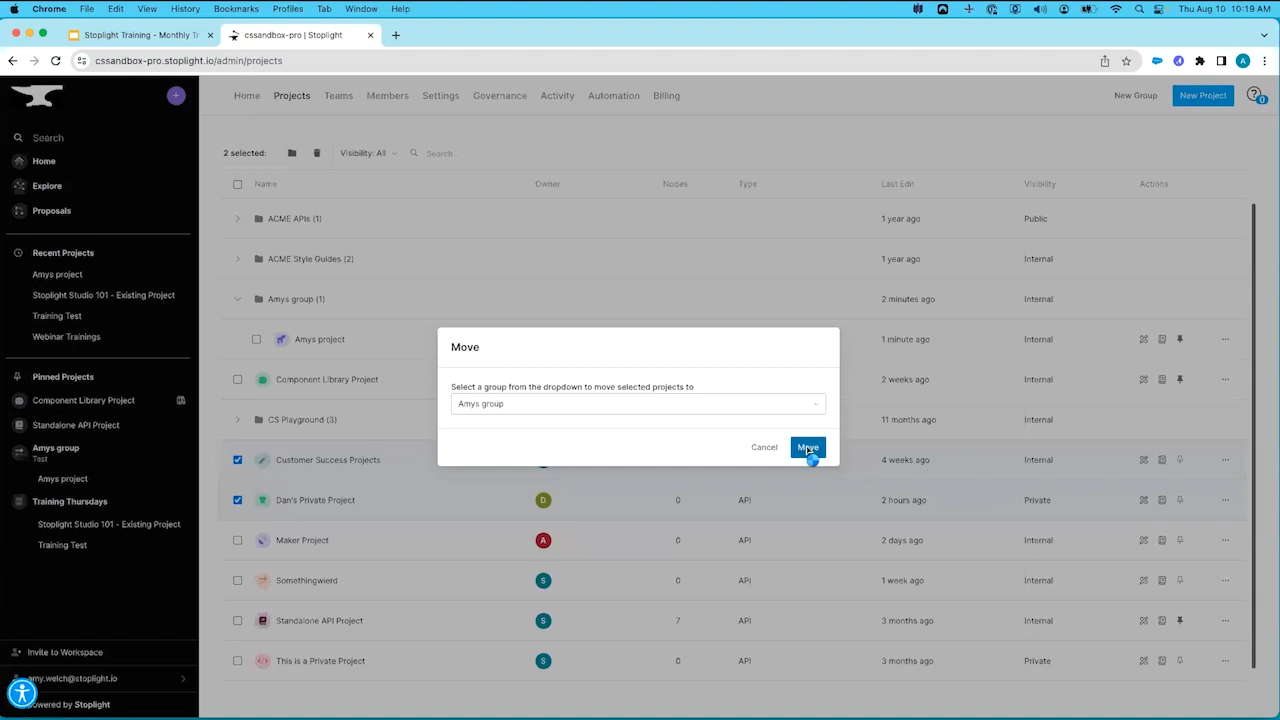 Chrome File Edit View History Bookmarks Profiles Tab Window Help Thu Aug 10 10:19 AM
Stoplight Training - Monthly Tr cssandbox-pro | Stoplight
cssandbox-pro.stoplight.io/admin/projects A
Home Projects Teams Members Settings Governance Activity Automation Billing New Group New Project 0
Search
Home
Explore
Proposals
Recent Projects
Amys project
Stoplight Studio 101 - Existing Project
Training Test
Webinar Trainings
Pinned Projects
Component Library Project
Standalone API Project
Amys group
Test
Amys project
Training Thursdays
Stoplight Studio 101 - Existing Project
Training Test
Invite to Workspace
amy.welch@stoplight.io
owered by Stoplight
2 selected: Visibility: All Search...
Name Owner Nodes Type Last Edit Visibility Actions
ACME APIs (1) 1 year ago Public
ACME Style Guides (2) 1 year ago Internal
Amys group (1) 2 minutes ago Internal
Amys project 1 minute ago Internal
Component Library Project 2 weeks ago Internal
CS Playground (3) 11 months ago Internal
Customer Success Projects 4 weeks ago Internal
Dan's Private Project D 0 API 2 hours ago Private
Maker Project A 0 API 2 days ago Internal
Somethingwierd S 0 API 1 week ago Internal
Standalone API Project S 7 API 3 months ago Internal
This is a Private Project S 0 API 3 months ago Private
Move
Select a group from the dropdown to move selected projects to
Amys group
Cancel Move